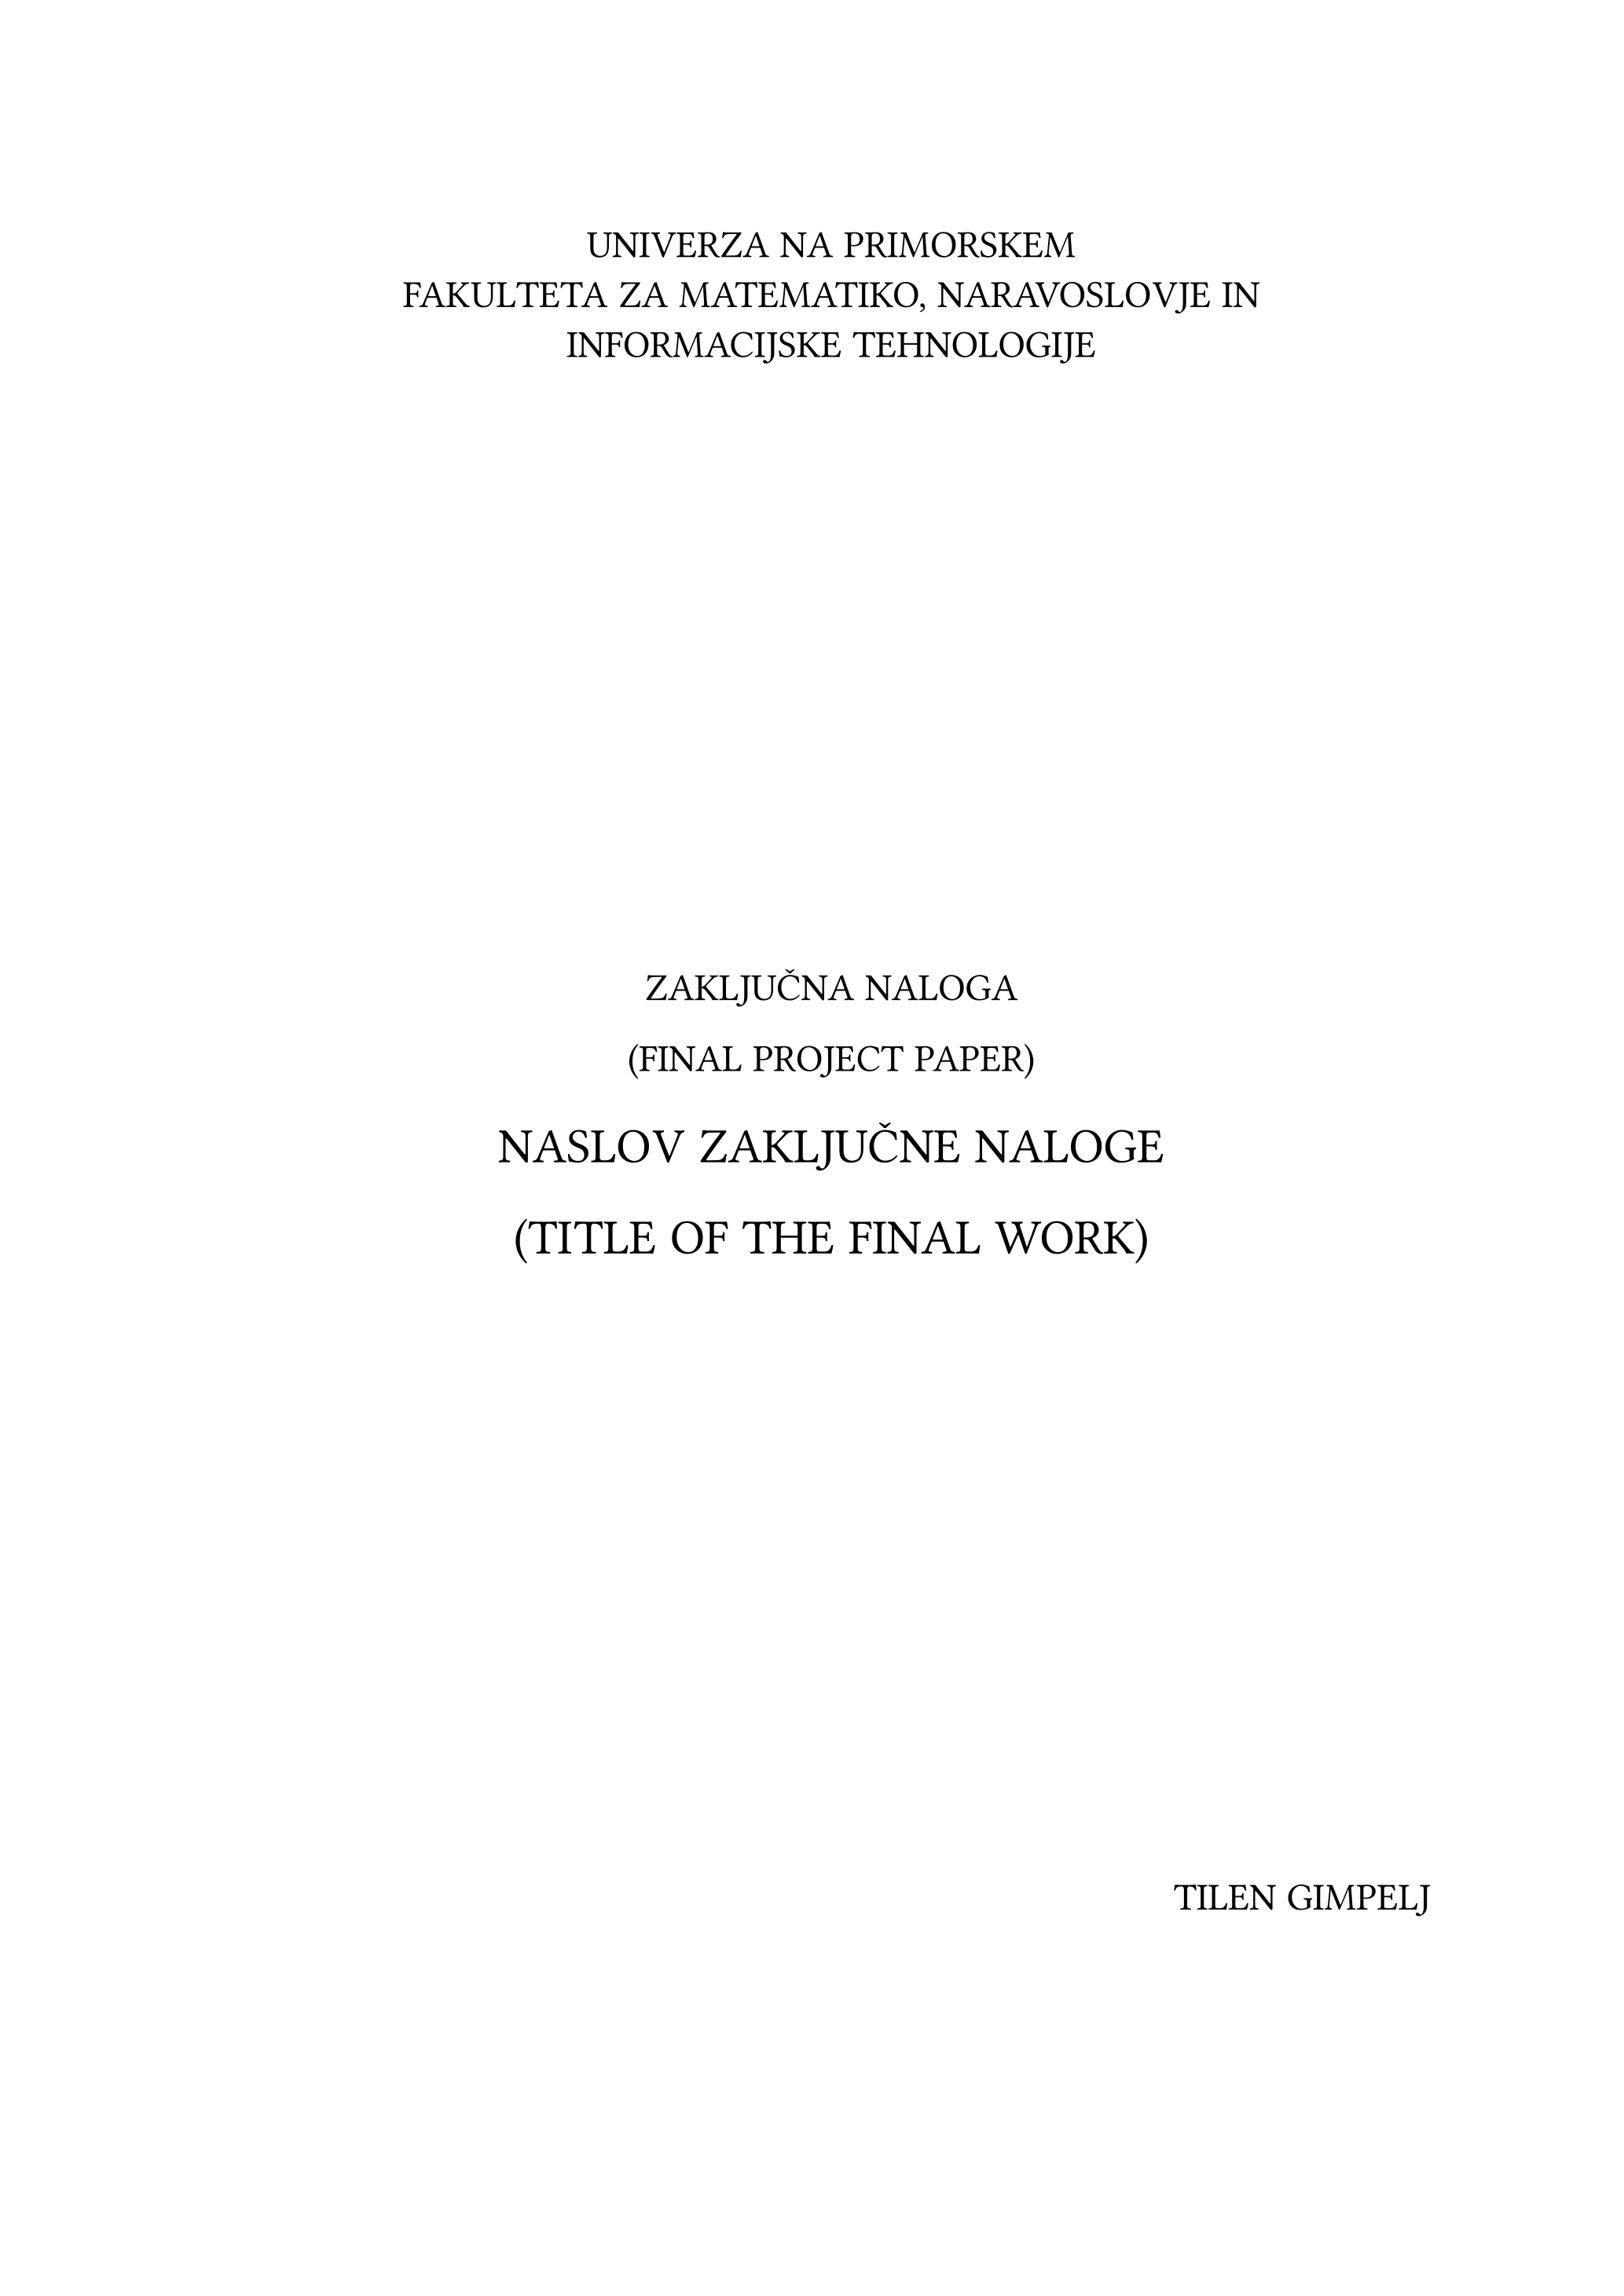 UNIVERZA NA PRIMORSKEM
FAKULTETA ZA MATEMATIKO, NARAVOSLOVJE IN
INFORMACIJSKE TEHNOLOGIJE
ZAKLJUČNA NALOGA
(FINAL PROJECT PAPER)
NASLOV ZAKLJUČNE NALOGE
(TITLE OF THE FINAL WORK)
TILEN GIMPELJ